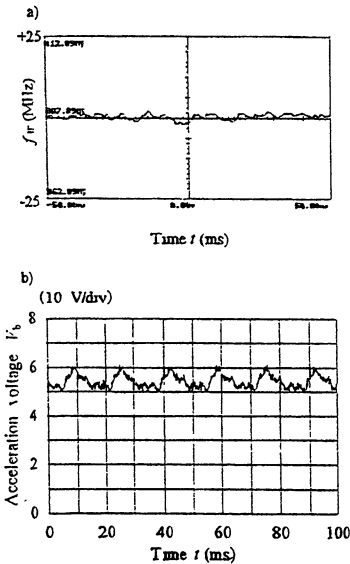 a)
+25
f IF (MHz)
-25
Time t (ms)
b)
(10 V/div)
Acceleration voltage V_b
8
6
4
2
0
0 20 40 60 80 100
Time t (ms)